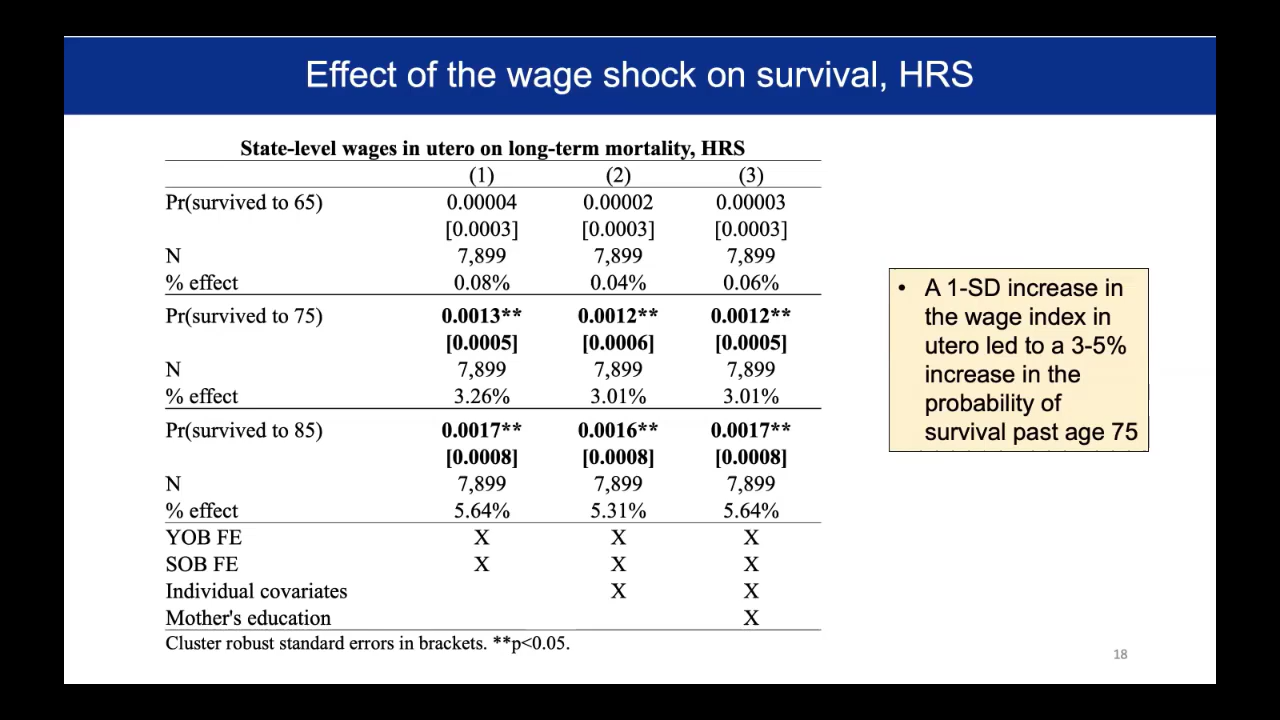 Effect of the wage shock on survival, HRS
State-level wages in utero on long-term mortality, HRS
(1) (2) (3)
Pr(survived to 65) 0.00004 0.00002 0.00003
[0.0003] [0.0003] [0.0003]
N 7,899 7,899 7,899
% effect 0.08% 0.04% 0.06%
Pr(survived to 75) 0.0013** 0.0012** 0.0012**
[0.0005] [0.0006] [0.0005]
N 7,899 7,899 7,899
% effect 3.26% 3.01% 3.01%
Pr(survived to 85) 0.0017** 0.0016** 0.0017**
[0.0008] [0.0008] [0.0008]
N 7,899 7,899 7,899
% effect 5.64% 5.31% 5.64%
YOB FE X X X
SOB FE X X X
Individual covariates X X
Mother's education X
Cluster robust standard errors in brackets. **p<0.05.
• A 1-SD increase in
the wage index in
utero led to a 3-5%
increase in the
probability of
survival past age 75
18